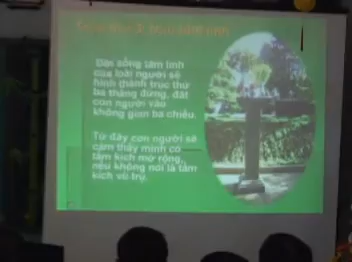 Đời sống tâm linh
của loài người sẽ
hình thành trục thứ
ba thẳng đứng, đặt
con người vào
không gian ba chiều.
Từ đây con người sẽ
cảm thấy mình có
tầm kích mở rộng,
nếu không nói là tầm
kích vũ trụ.